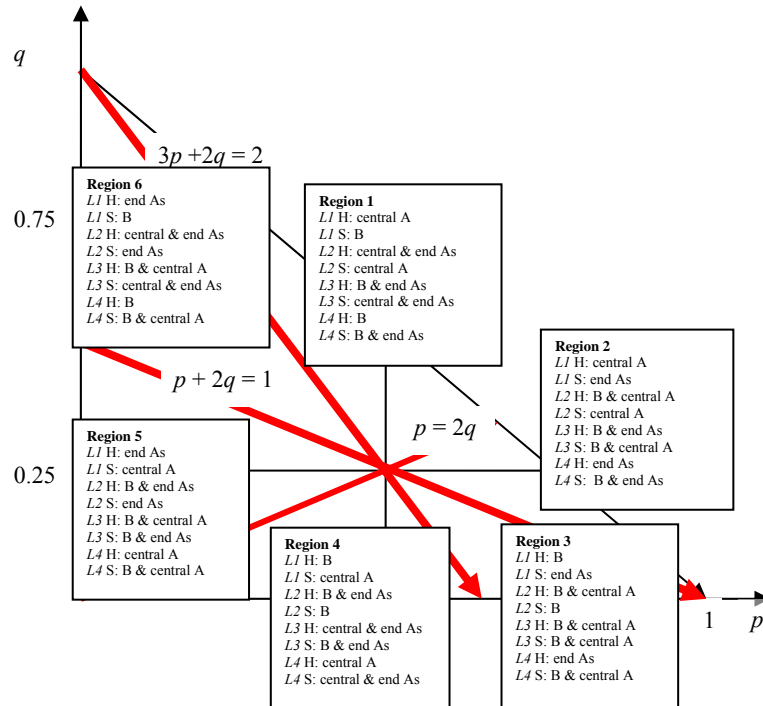 q
3p +2q = 2
Region 6
L1 H: end As
L1 S: B
L2 H: central & end As
L2 S: end As
L3 H: B & central A
L3 S: central & end As
L4 H: B
L4 S: B & central A
0.75
Region 1
L1 H: central A
L1 S: B
L2 H: central & end As
L2 S: central A
L3 H: B & end As
L3 S: central & end As
L4 H: B
L4 S: B & end As
Region 2
L1 H: central A
L1 S: end As
L2 H: B & central A
L2 S: central A
L3 H: B & end As
L3 S: B & central A
L4 H: end As
L4 S: B & end As
p + 2q = 1
p = 2q
Region 5
L1 H: end As
L1 S: central A
L2 H: B & end As
L2 S: end As
L3 H: B & central A
L3 S: B & end As
L4 H: central A
L4 S: B & central A
0.25
Region 4
L1 H: B
L1 S: central A
L2 H: B & end As
L2 S: B
L3 H: central & end As
L3 S: B & end As
L4 H: central A
L4 S: central & end As
Region 3
L1 H: B
L1 S: end As
L2 H: B & central A
L2 S: B
L3 H: B & central A
L3 S: B & central A
L4 H: end As
L4 S: B & central A
1
p